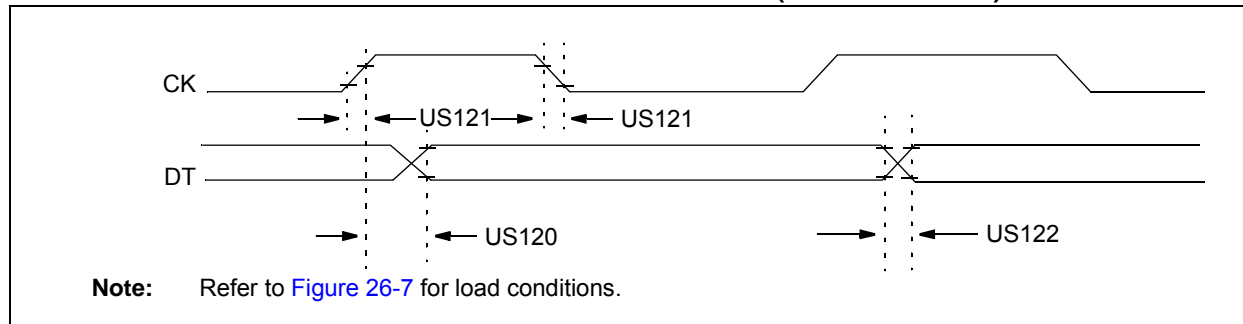 CK
US121
US121
DT
US120
US122
Note: Refer to Figure 26-7 for load conditions.